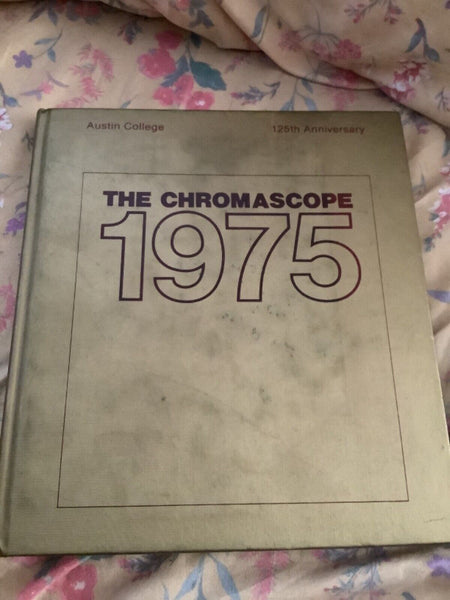 Austin College 125th Anniversary
THE CHROMASCOPE
1975